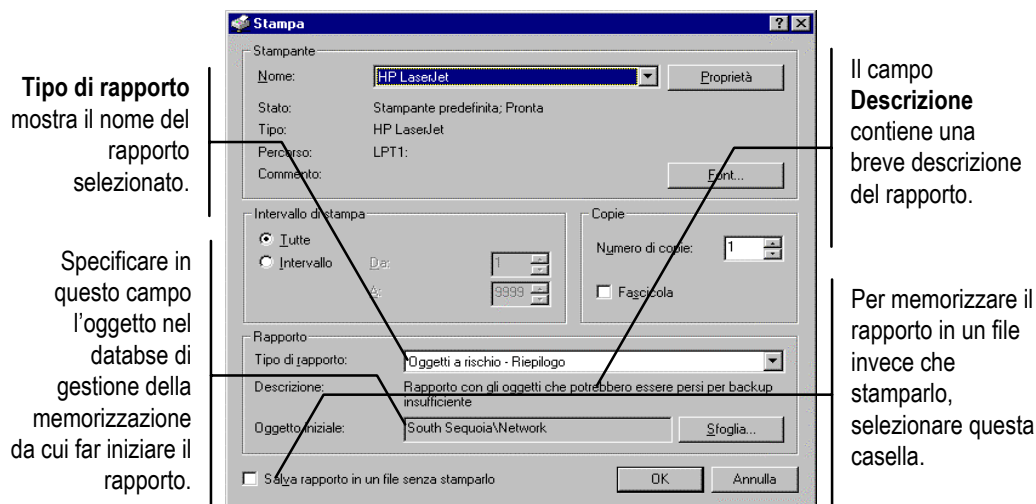 Tipo di rapporto
mostra il nome del
rapporto
selezionato.
Specificare in
questo campo
l'oggetto nel
databse di
gestione della
memorizzazione
da cui far iniziare il
rapporto.
Stampa
Stampante
Nome: HP LaserJet Proprietà
Stato: Stampante predefinita; Pronta
Tipo: HP LaserJet
Percorso: LPT1:
Commento: Font...
Intervallo di stampa
Tutte
Intervallo Da: 1
A: 9999
Copie
Numero di copie: 1
Fascicola
Rapporto
Tipo di rapporto: Oggetti a rischio - Riepilogo
Descrizione: Rapporto con gli oggetti che potrebbero essere persi per backup
insufficiente
Oggetto iniziale: South Sequoia\Network Sfoglia...
Salva rapporto in un file senza stamparlo OK Annulla
Il campo
Descrizione
contiene una
breve descrizione
del rapporto.
Per memorizzare il
rapporto in un file
invece che
stamparlo,
selezionare questa
casella.